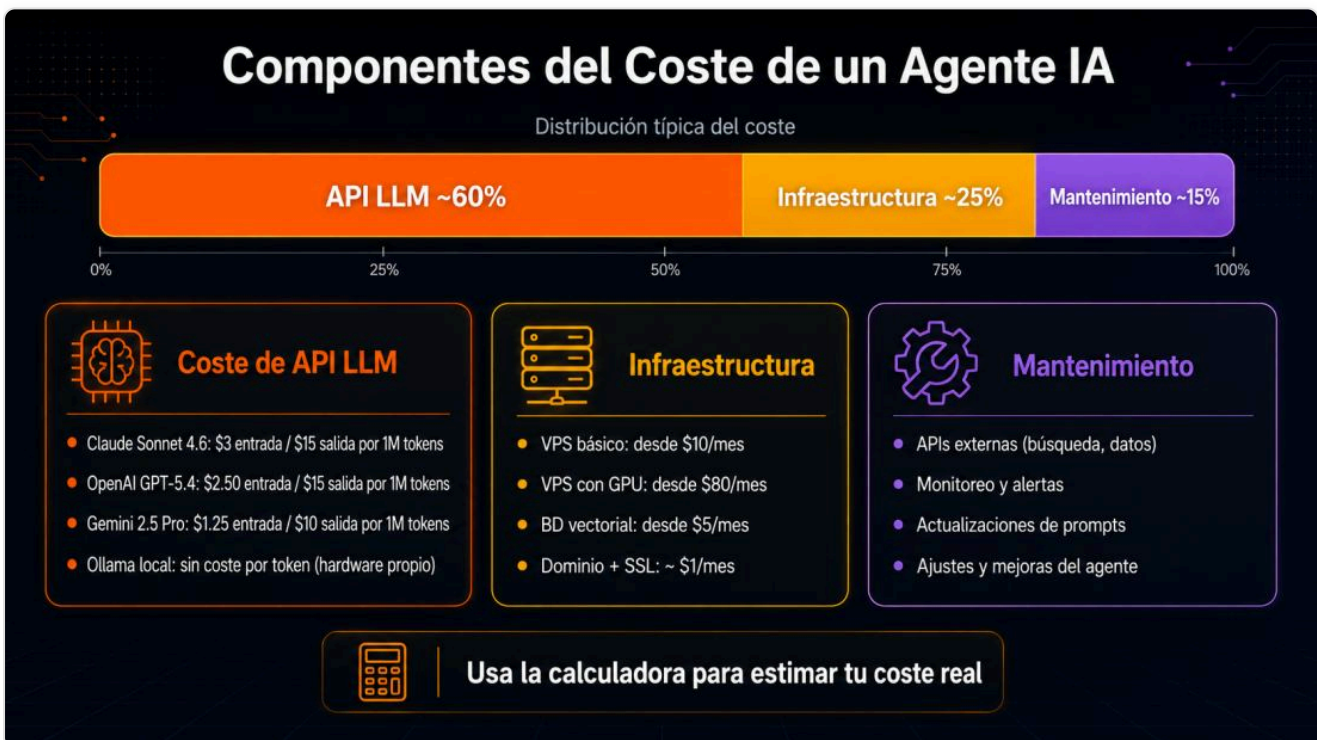 Componentes del Coste de un Agente IA
Distribución típica del coste
API LLM ~60%
Infraestructura ~25%
Mantenimiento ~15%
0%
25%
50%
75%
100%
Coste de API LLM
Claude Sonnet 4.6: $3 entrada / $15 salida por 1M tokens
OpenAI GPT-5.4: $2.50 entrada / $15 salida por 1M tokens
Gemini 2.5 Pro: $1.25 entrada / $10 salida por 1M tokens
Ollama local: sin coste por token (hardware propio)
Infraestructura
VPS básico: desde $10/mes
VPS con GPU: desde $80/mes
BD vectorial: desde $5/mes
Dominio + SSL: ~ $1/mes
Mantenimiento
APIs externas (búsqueda, datos)
Monitoreo y alertas
Actualizaciones de prompts
Ajustes y mejoras del agente
Usa la calculadora para estimar tu coste real